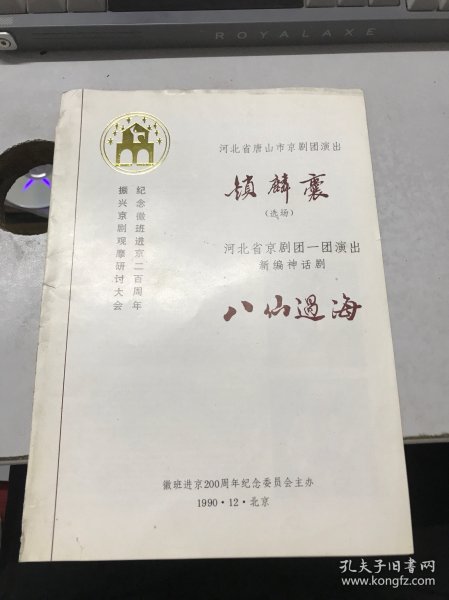 ROYALAXE
河北省唐山市京剧团演出
锁麟囊
(选场)
纪念徽班进京二百周年
振兴京剧观摩研讨大会
河北省京剧团一团演出
新编神话剧
八仙过海
徽班进京200周年纪念委员会主办
1990·12·北京
孔夫子旧书网
www.kongfz.com